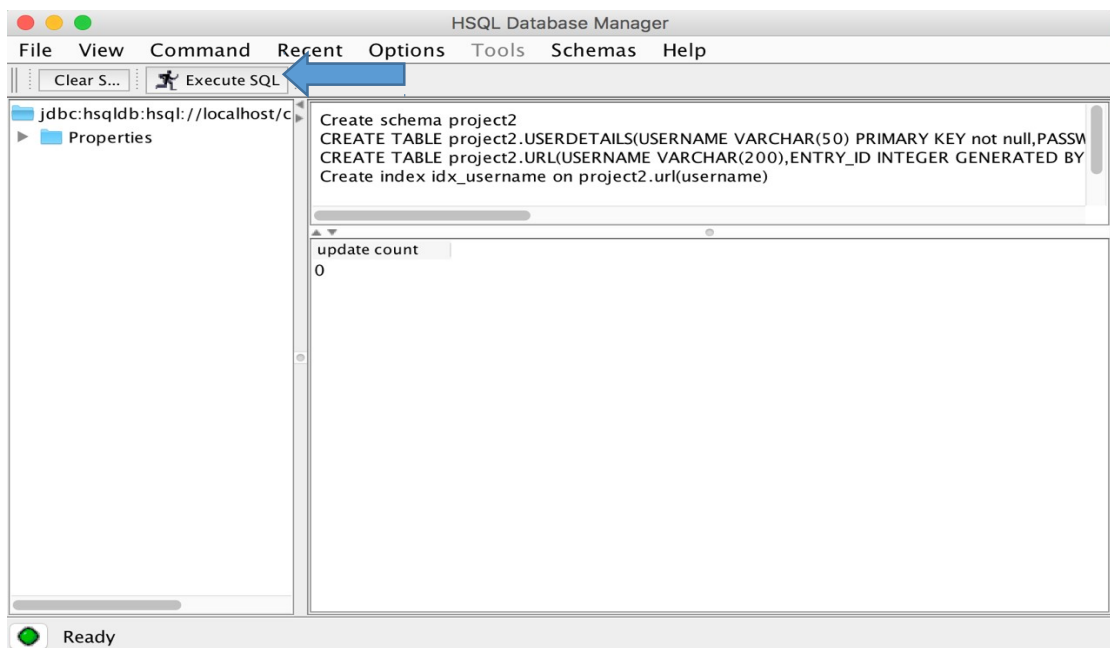 HSQL Database Manager
File View Command Recent Options Tools Schemas Help
Clear S... Execute SQL
jdbc:hsqldb:hsql://localhost/c
Properties
Create schema project2
CREATE TABLE project2.USERDETAILS(USERNAME VARCHAR(50) PRIMARY KEY not null,PASSW
CREATE TABLE project2.URL(USERNAME VARCHAR(200),ENTRY_ID INTEGER GENERATED BY
Create index idx_username on project2.url(username)
update count
0
Ready